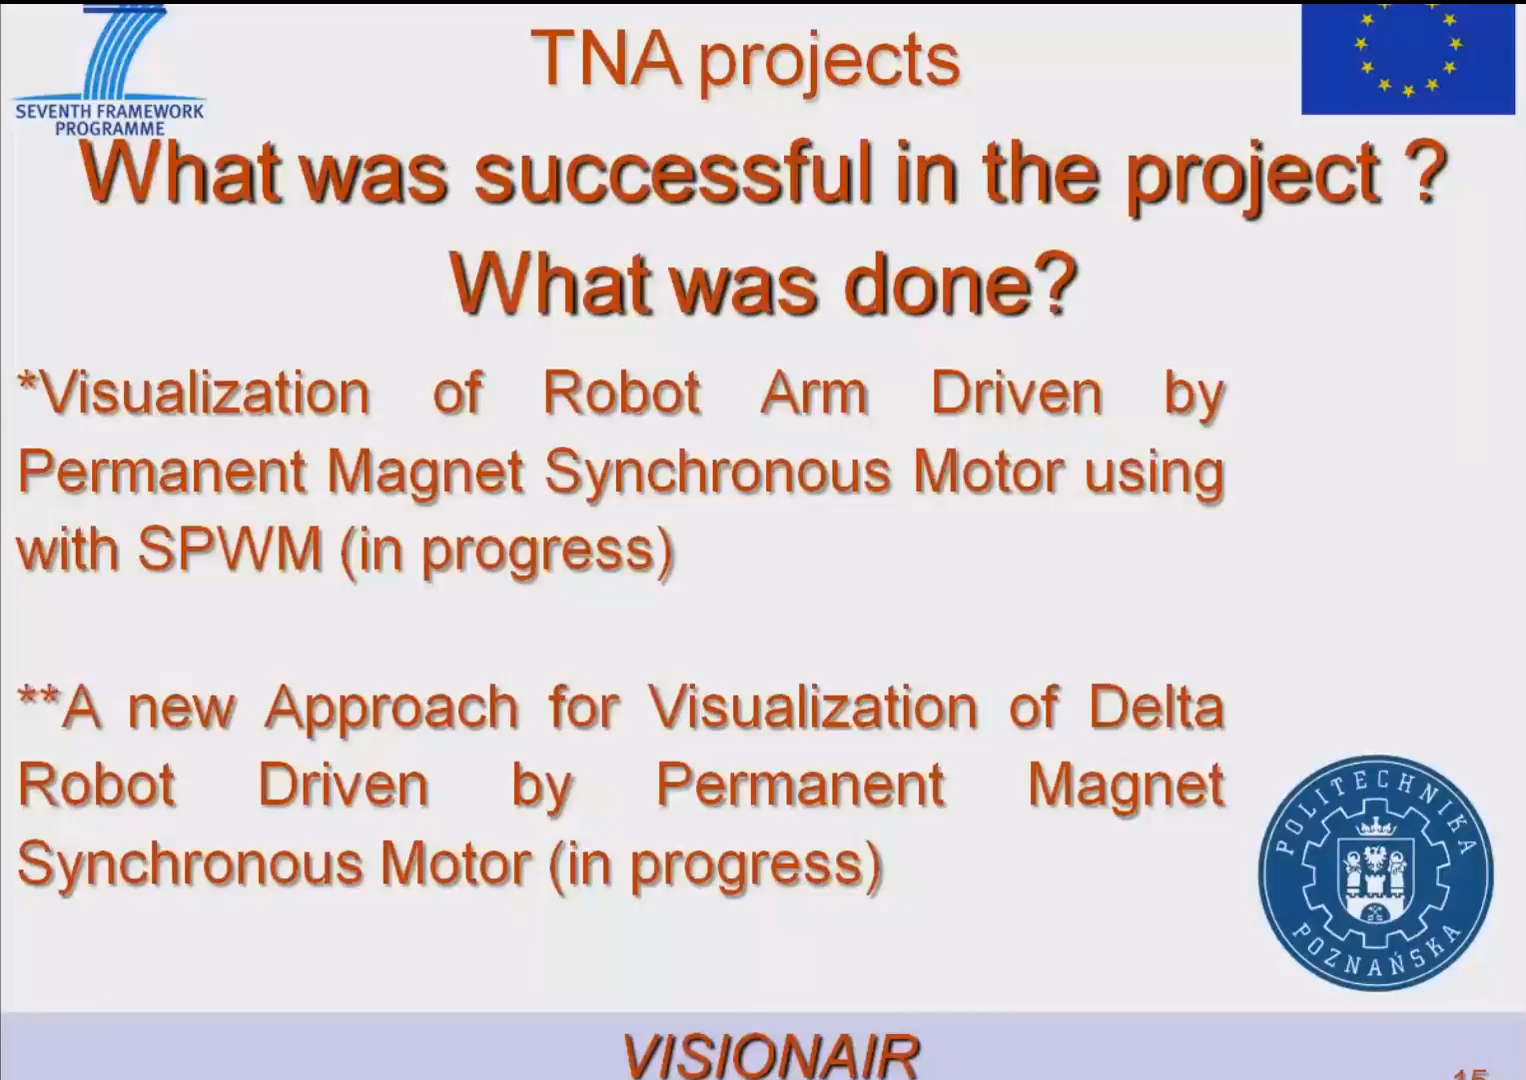 TNA projects
SEVENTH FRAMEWORK
PROGRAMME
What was successful in the project ?
What was done?
*Visualization of Robot Arm Driven by
Permanent Magnet Synchronous Motor using
with SPWM (in progress)
**A new Approach for Visualization of Delta
Robot Driven by Permanent Magnet
Synchronous Motor (in progress)
POLITECHNIKA
POZNAŃSKA
VISIONAIR
15